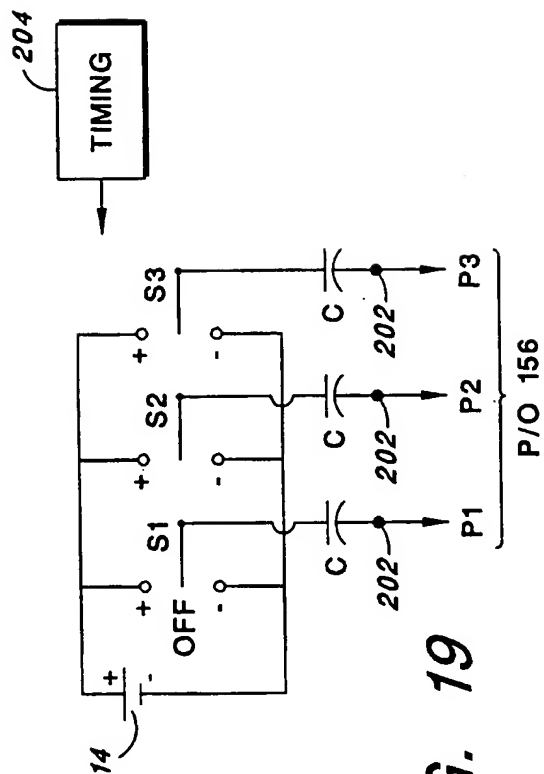 204
TIMING
S1
S2
S3
+
+
+
+
OFF
-
-
-
-
14
C
C
C
202
202
202
P1
P2
P3
P/O 156
G. 19